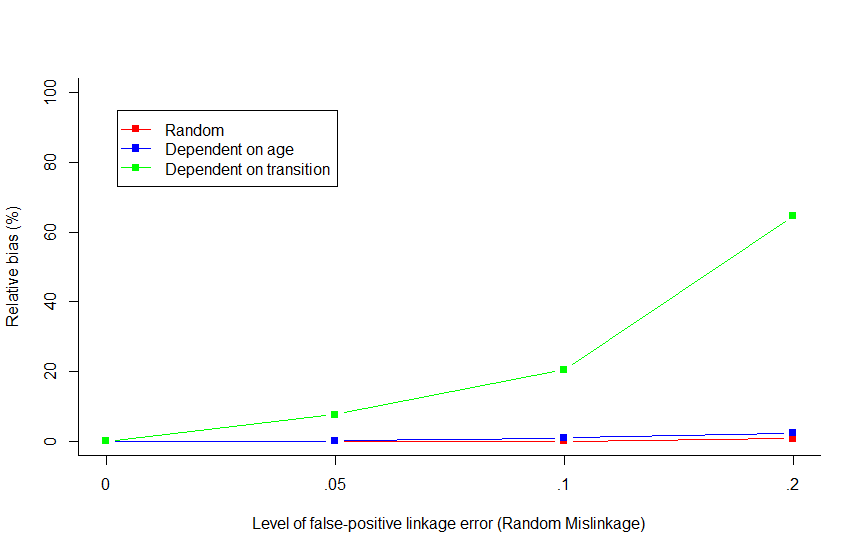 100
80
60
40
20
0
Relative bias (%)
Random
Dependent on age
Dependent on transition
0 .05 .1 .2
Level of false-positive linkage error (Random Mislinkage)